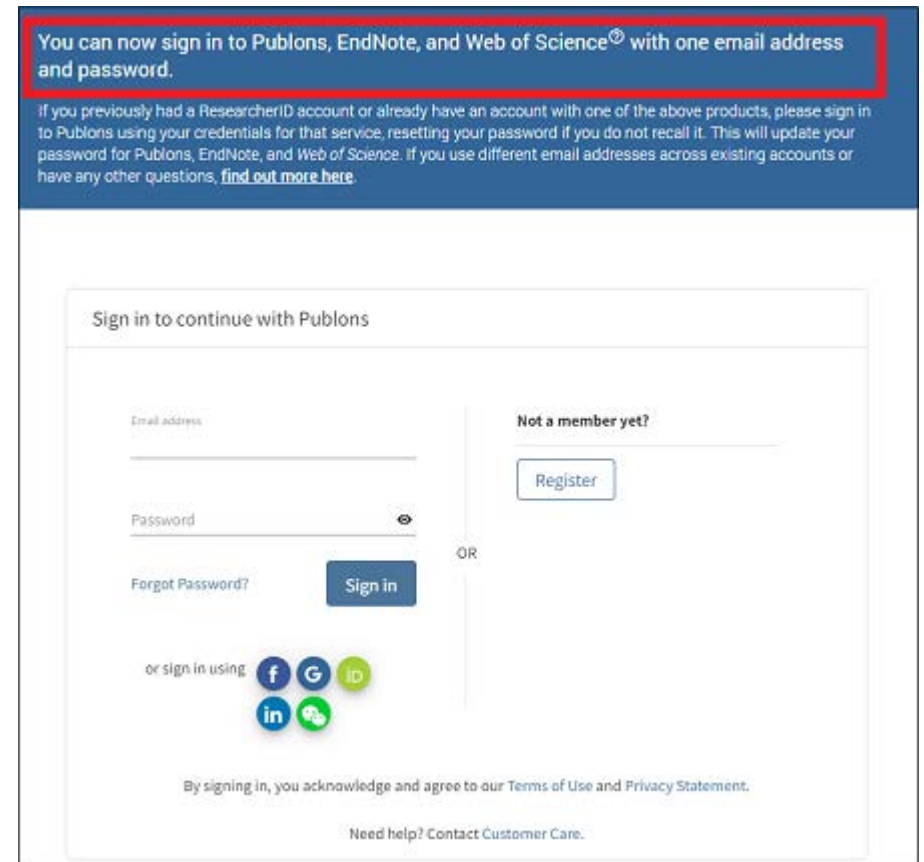 You can now sign in to Publons, EndNote, and Web of Science® with one email address
and password.
If you previously had a ResearcherID account or already have an account with one of the above products, please sign in
to Publons using your credentials for that service, resetting your password if you do not recall it. This will update your
password for Publons, EndNote, and Web of Science. If you use different email addresses across existing accounts or
have any other questions, find out more here.
Sign in to continue with Publons
Email address
Password
Forgot Password?
Sign in
or sign in using
f G iD
in
OR
Not a member yet?
Register
By signing in, you acknowledge and agree to our Terms of Use and Privacy Statement.
Need help? Contact Customer Care.